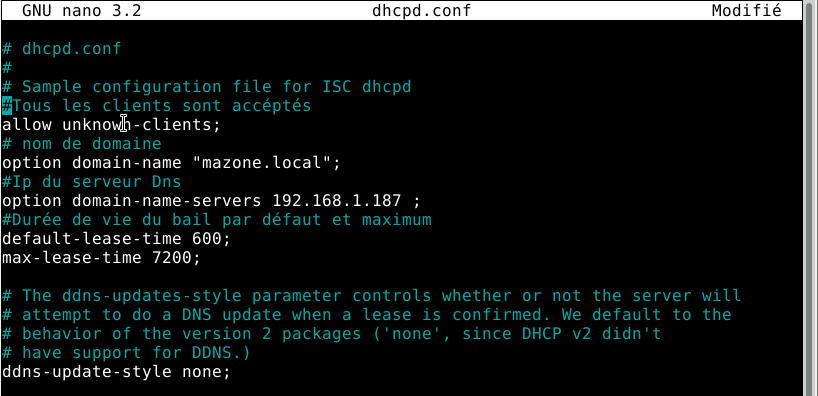 GNU nano 3.2 dhcpd.conf Modifié
# dhcpd.conf
#
# Sample configuration file for ISC dhcpd
#Tous les clients sont accéptés
allow unknown-clients;
# nom de domaine
option domain-name "mazone.local";
#Ip du serveur Dns
option domain-name-servers 192.168.1.187 ;
#Durée de vie du bail par défaut et maximum
default-lease-time 600;
max-lease-time 7200;
# The ddns-updates-style parameter controls whether or not the server will
# attempt to do a DNS update when a lease is confirmed. We default to the
# behavior of the version 2 packages ('none', since DHCP v2 didn't
# have support for DDNS.)
ddns-update-style none;